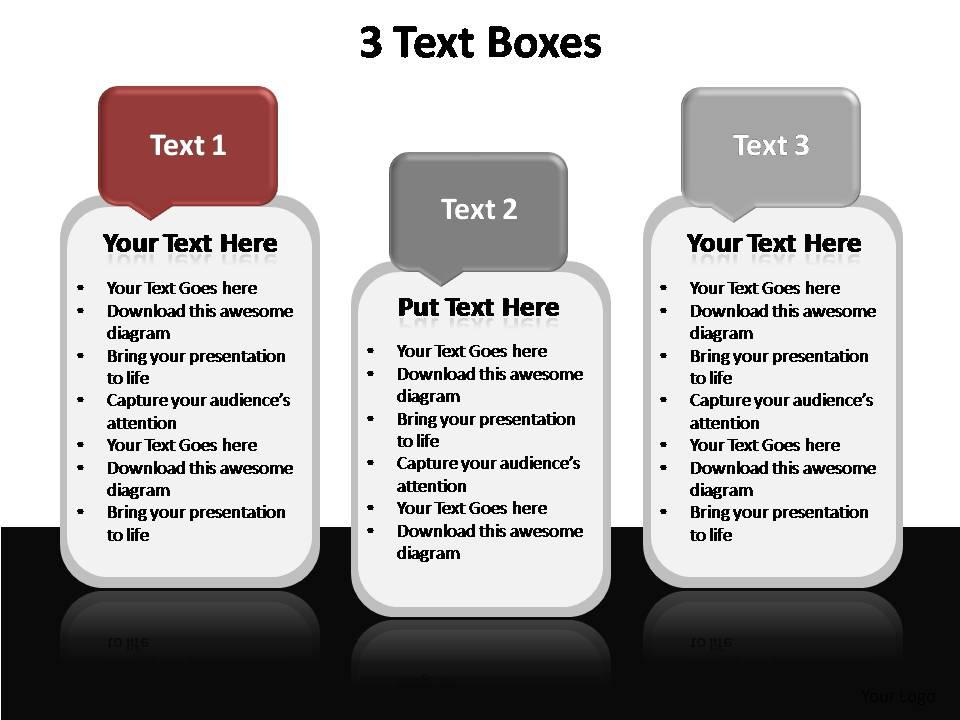 3 Text Boxes
Text 1
Your Text Here
• Your Text Goes here
• Download this awesome
diagram
• Bring your presentation
to life
• Capture your audience’s
attention
• Your Text Goes here
• Download this awesome
diagram
• Bring your presentation
to life
Text 2
Put Text Here
• Your Text Goes here
• Download this awesome
diagram
• Bring your presentation
to life
• Capture your audience’s
attention
• Your Text Goes here
• Download this awesome
diagram
Text 3
Your Text Here
• Your Text Goes here
• Download this awesome
diagram
• Bring your presentation
to life
• Capture your audience’s
attention
• Your Text Goes here
• Download this awesome
diagram
• Bring your presentation
to life
Your Logo